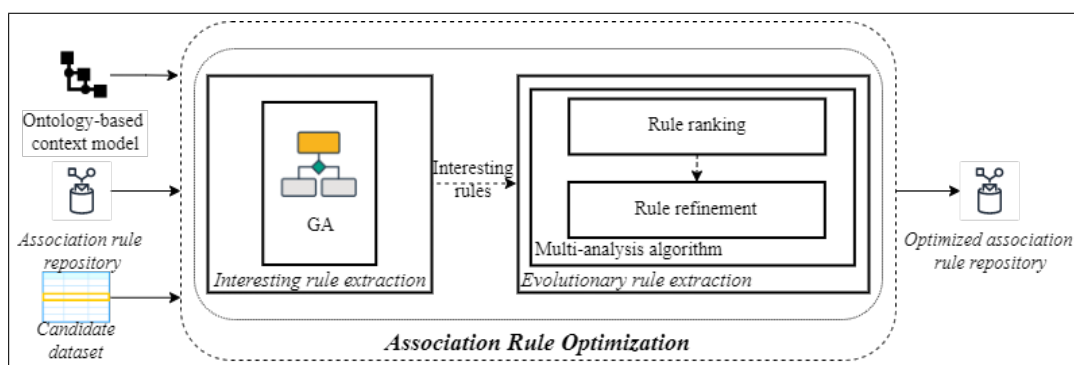 Ontology-based
context model
Association rule
repository
Candidate
dataset
GA
Interesting rule extraction
Interesting
rules
Rule ranking
Rule refinement
Multi-analysis algorithm
Evolutionary rule extraction
Association Rule Optimization
Optimized association
rule repository